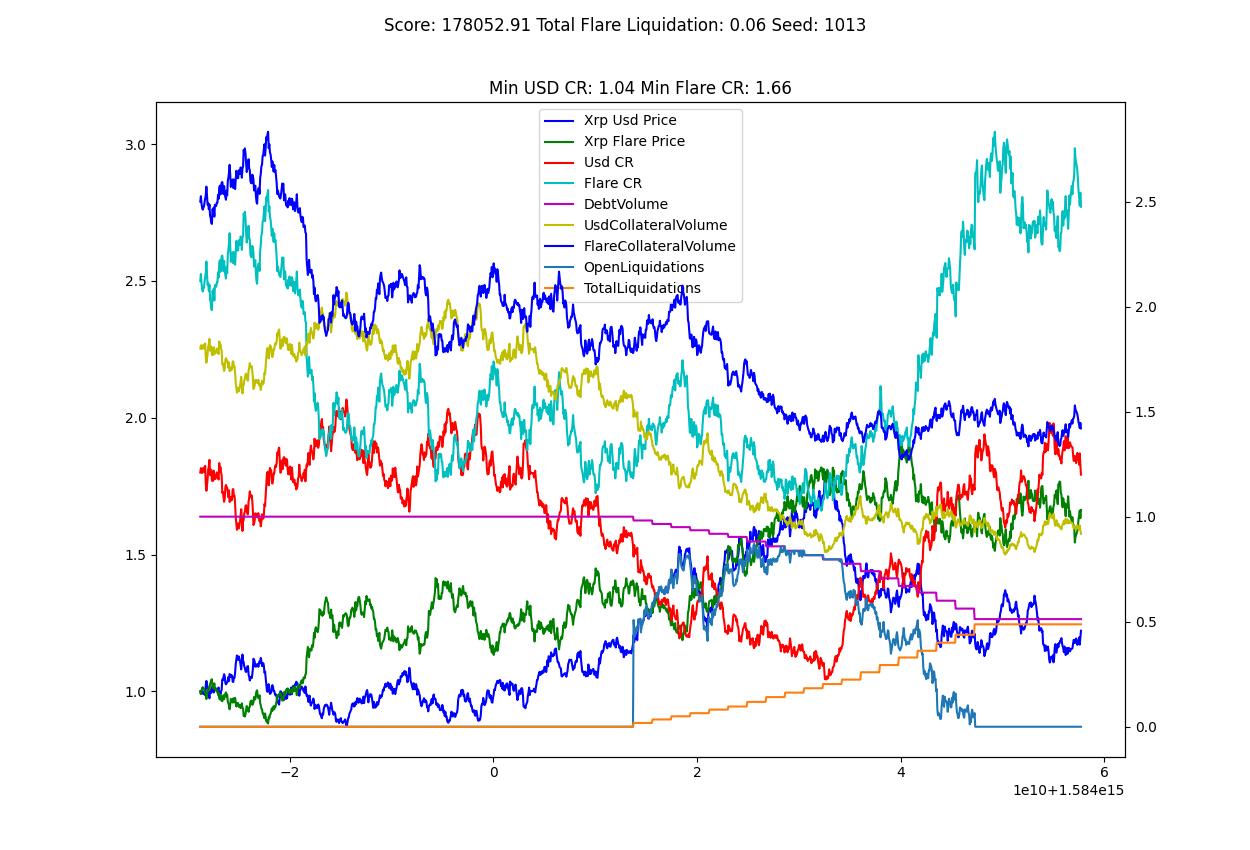 Score: 178052.91 Total Flare Liquidation: 0.06 Seed: 1013
Min USD CR: 1.04 Min Flare CR: 1.66
Xrp Usd Price
Xrp Flare Price
Usd CR
Flare CR
DebtVolume
UsdCollateralVolume
FlareCollateralVolume
OpenLiquidations
TotalLiquidations
3.0
2.5
2.0
1.5
1.0
2.5
2.0
1.5
1.0
0.5
0.0
−2
0
2
4
6
1e10+1.584e15